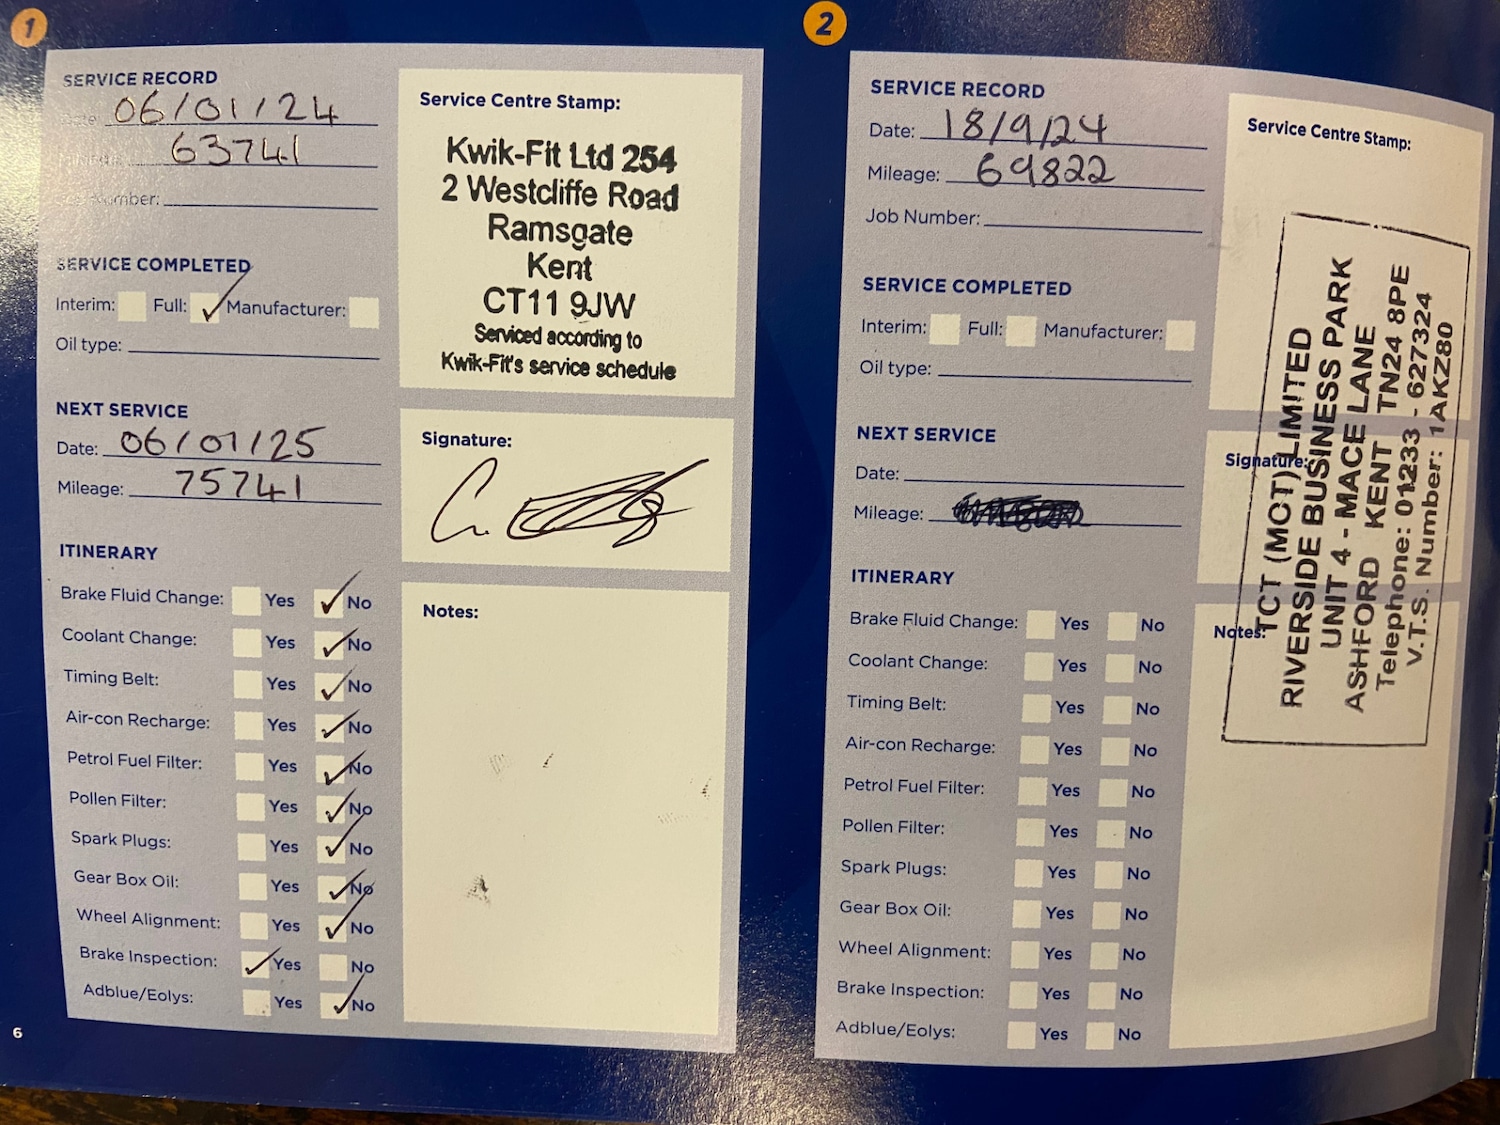 1
SERVICE RECORD
Date: 06/01/24
63741
Number:
SERVICE COMPLETED
Interim: Full: ✓ Manufacturer:
Oil type:
NEXT SERVICE
Date: 06/01/25
Mileage: 75741
ITINERARY
Brake Fluid Change: Yes ✓ No
Coolant Change: Yes ✓ No
Timing Belt: Yes ✓ No
Air-con Recharge: Yes ✓ No
Petrol Fuel Filter: Yes ✓ No
Pollen Filter: Yes ✓ No
Spark Plugs: Yes ✓ No
Gear Box Oil: Yes ✓ No
Wheel Alignment: Yes ✓ No
Brake Inspection: ✓ Yes No
Adblue/Eolys: Yes ✓ No
6
Service Centre Stamp:
Kwik-Fit Ltd 254
2 Westcliffe Road
Ramsgate
Kent
CT11 9JW
Serviced according to
Kwik-Fit's service schedule
Signature:
Notes:
2
SERVICE RECORD
Date: 18/9/24
Mileage: 69822
Job Number:
SERVICE COMPLETED
Interim: Full: Manufacturer:
Oil type:
NEXT SERVICE
Date:
Mileage:
ITINERARY
Brake Fluid Change: Yes No
Coolant Change: Yes No
Timing Belt: Yes No
Air-con Recharge: Yes No
Petrol Fuel Filter: Yes No
Pollen Filter: Yes No
Spark Plugs: Yes No
Gear Box Oil: Yes No
Wheel Alignment: Yes No
Brake Inspection: Yes No
Adblue/Eolys: Yes No
Service Centre Stamp:
Signature:
Notes:
TCT (MCT) LIMITED
RIVERSIDE BUSINESS PARK
UNIT 4 - MACE LANE
ASHFORD KENT TN24 8PE
Telephone: 01233 - 627324
V.T.S. Number: 1AKZ80